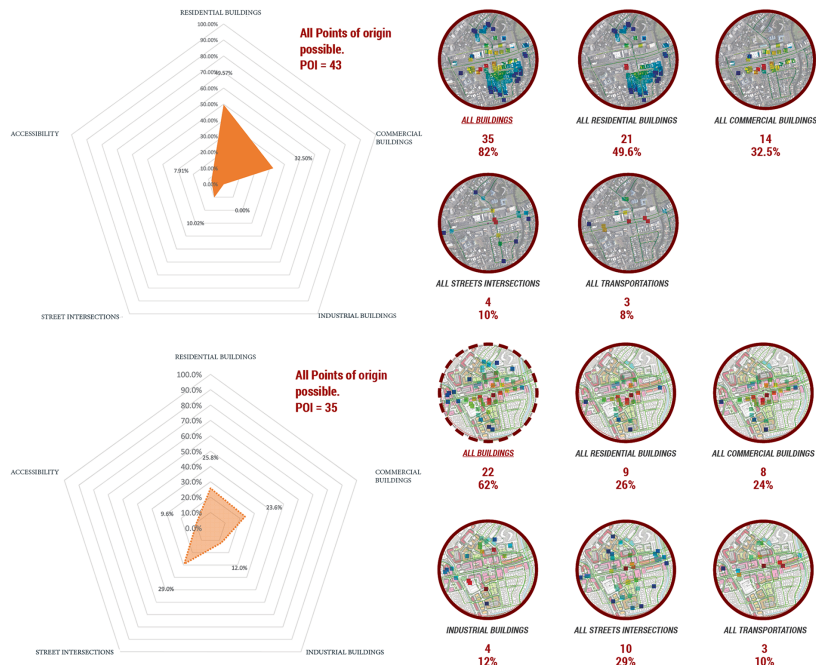 RESIDENTIAL BUILDINGS
100.00%
90.00%
80.00%
70.00%
49.57%
60.00%
50.00%
40.00%
30.00%
20.00%
10.00%
0.00%
All Points of origin
possible.
POI = 43
ACCESSIBILITY
COMMERCIAL
BUILDINGS
32.50%
7.91%
0.00%
10.02%
STREET INTERSECTIONS
INDUSTRIAL BUILDINGS
ALL BUILDINGS
35
82%
ALL RESIDENTIAL BUILDINGS
21
49.6%
ALL COMMERCIAL BUILDINGS
14
32.5%
ALL STREETS INTERSECTIONS
4
10%
ALL TRANSPORTATIONS
3
8%
RESIDENTIAL BUILDINGS
100.0%
90.0%
80.0%
70.0%
60.0%
50.0%
25.8%
40.0%
30.0%
20.0%
10.0%
0.0%
All Points of origin
possible.
POI = 35
ACCESSIBILITY
COMMERCIAL
BUILDINGS
9.6%
23.6%
12.0%
29.0%
STREET INTERSECTIONS
INDUSTRIAL BUILDINGS
ALL BUILDINGS
22
62%
ALL RESIDENTIAL BUILDINGS
9
26%
ALL COMMERCIAL BUILDINGS
8
24%
INDUSTRIAL BUILDINGS
4
12%
ALL STREETS INTERSECTIONS
10
29%
ALL TRANSPORTATIONS
3
10%